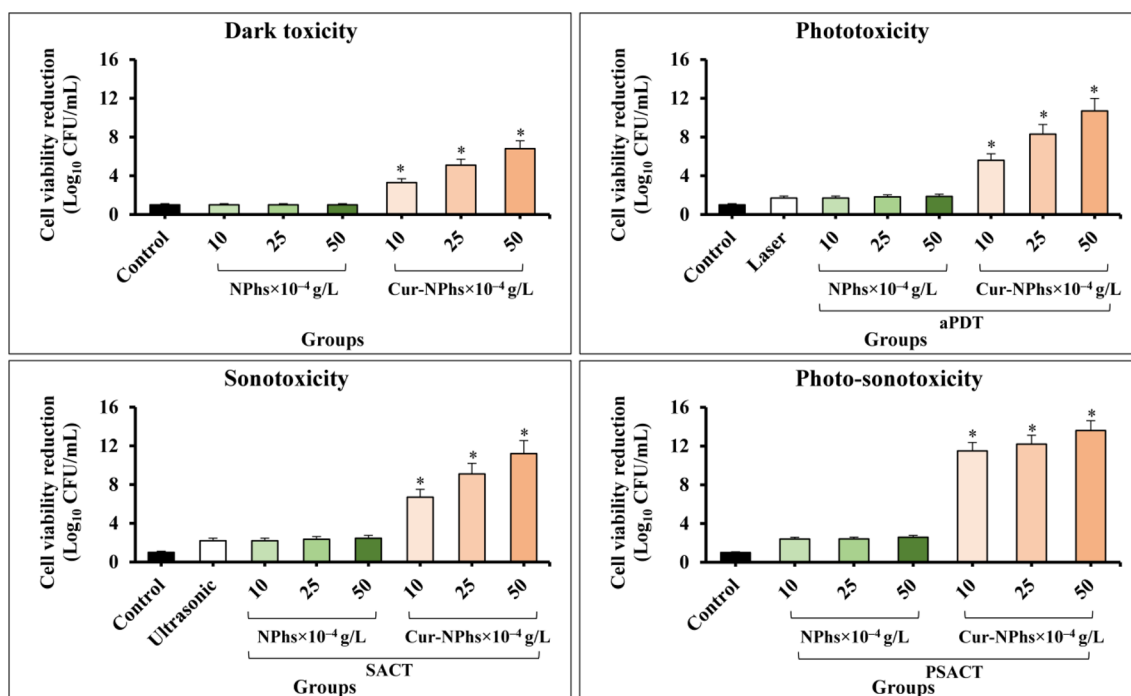 Dark toxicity
Cell viability reduction
(Log₁₀ CFU/mL)
16
12
8
4
0
* * *
Control 10 25 50 10 25 50
NPhs×10⁻⁴ g/L Cur-NPhs×10⁻⁴ g/L
Groups
Phototoxicity
Cell viability reduction
(Log₁₀ CFU/mL)
16
12
8
4
0
* * *
Control Laser 10 25 50 10 25 50
NPhs×10⁻⁴ g/L Cur-NPhs×10⁻⁴ g/L
aPDT
Groups
Sonotoxicity
Cell viability reduction
(Log₁₀ CFU/mL)
16
12
8
4
0
* * *
Control Ultrasonic 10 25 50 10 25 50
NPhs×10⁻⁴ g/L Cur-NPhs×10⁻⁴ g/L
SACT
Groups
Photo-sonotoxicity
Cell viability reduction
(Log₁₀ CFU/mL)
16
12
8
4
0
* * *
Control 10 25 50 10 25 50
NPhs×10⁻⁴ g/L Cur-NPhs×10⁻⁴ g/L
PSACT
Groups